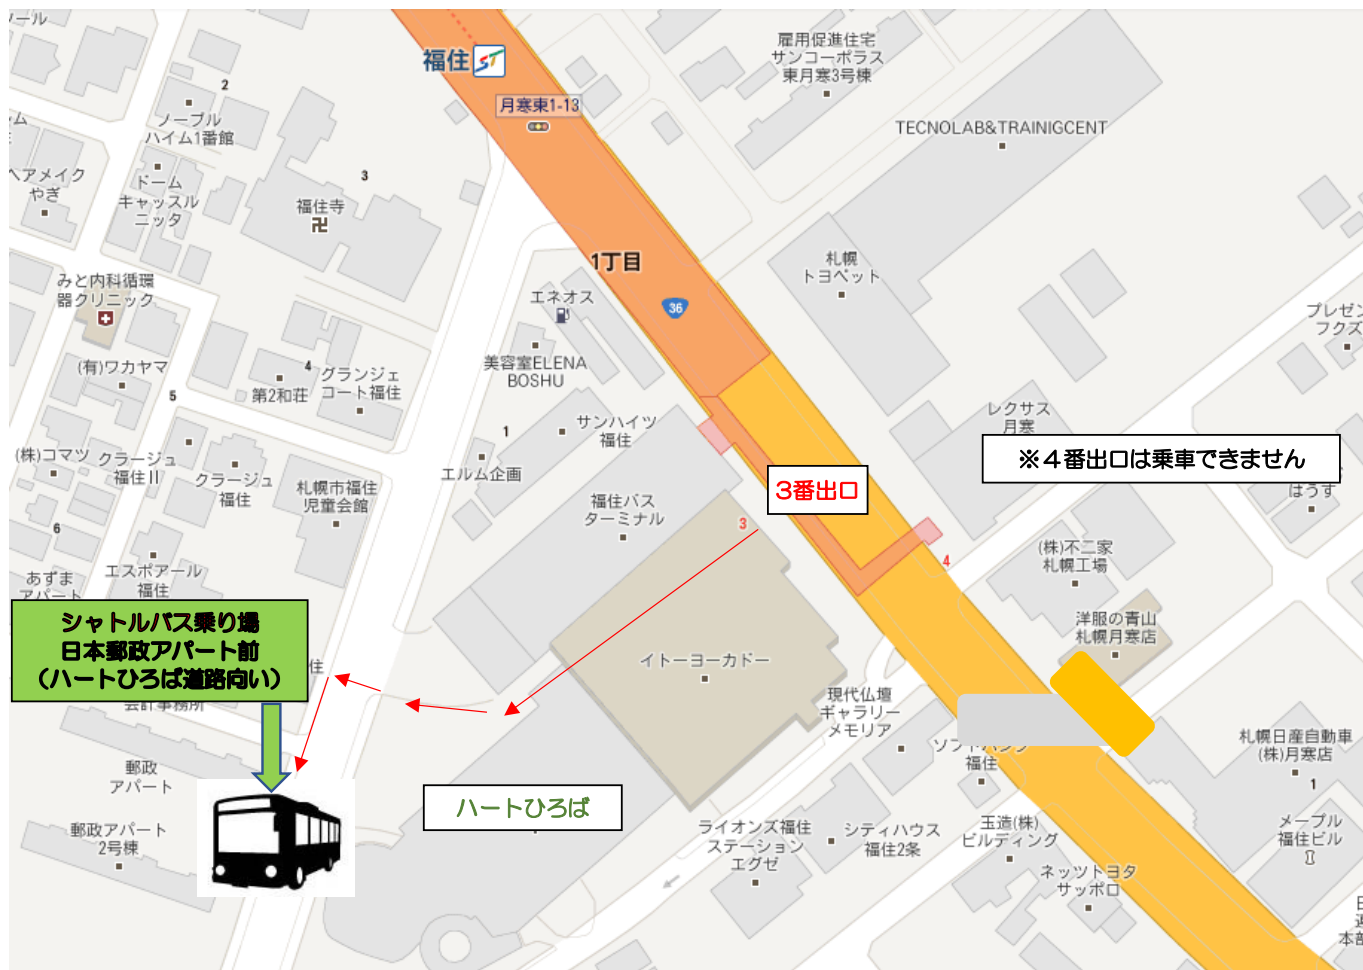 福住
月寒東1-13
雇用促進住宅
サンコーポラス
東月寒3号棟
TECNOLAB&TRAINIGCENT
2
ノーブル
ハイム1番館
ヘアメイク
やぎ
ドーム
キャッスル
ニッタ
3
福住寺
1丁目
36
札幌
トヨペット
みと内科循環
器クリニック
エネオス
美容室ELENA
BOSHU
(有)ワカヤマ
4
第2和荘
グランジェ
コート福住
5
1
サンハイツ
福住
エルム企画
レクサス
月寒
※４番出口は乗車できません
はうす
プレゼン
フクズ
(株)コマツ
クラージュ
福住II
クラージュ
福住
札幌市福住
児童会館
6
福住バス
ターミナル
3番出口
3
4
(株)不二家
札幌工場
洋服の青山
札幌月寒店
あずま
アパート
エスポアール
福住
シャトルバス乗り場
日本郵政アパート前
（ハートひろば道路向い）
住
会計事務所
イトーヨーカドー
現代仏壇
ギャラリー
メモリア
ソフトバンク
福住
札幌日産自動車
(株)月寒店
1
郵政
アパート
郵政アパート
2号棟
ハートひろば
ライオンズ福住
ステーション
エグゼ
シティハウス
福住2条
玉造(株)
ビルディング
ネッツトヨタ
サッポロ
メープル
福住ビル
本部